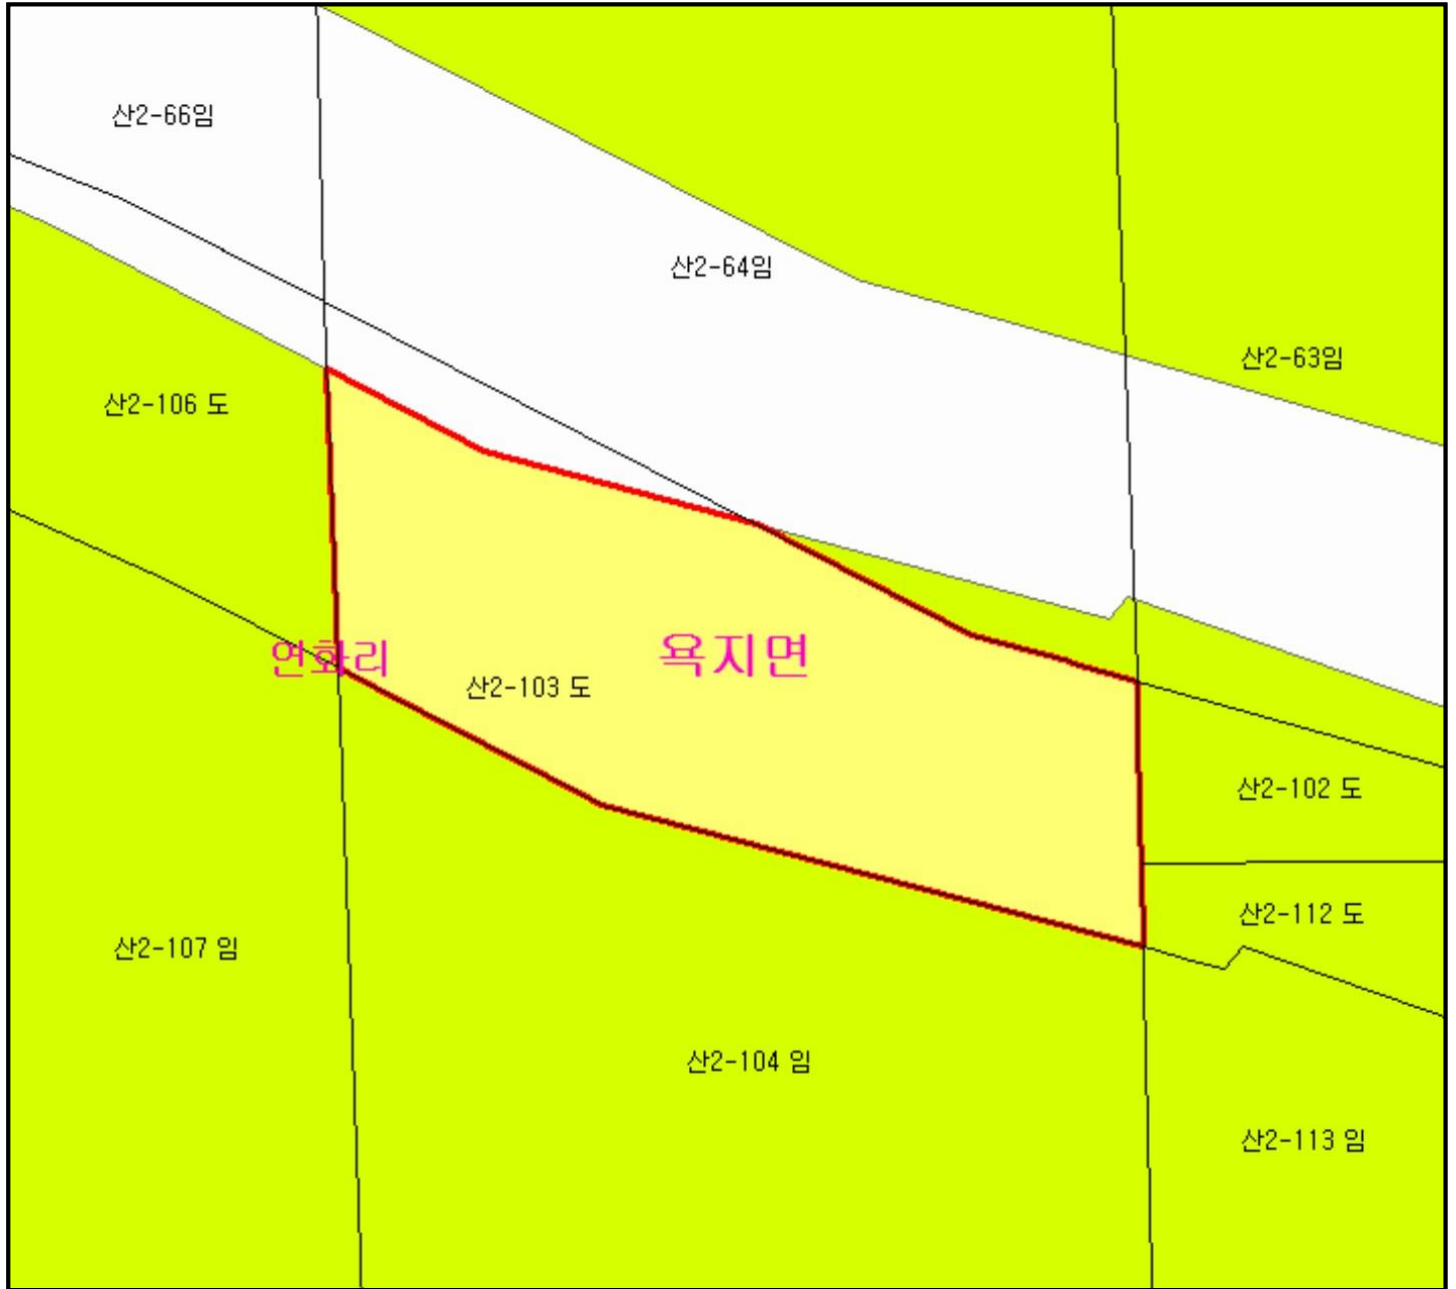 산2-66임
산2-64임
산2-63임
산2-106 도
연화리
욕지면
산2-103 도
산2-102 도
산2-112 도
산2-107 임
산2-104 임
산2-113 임